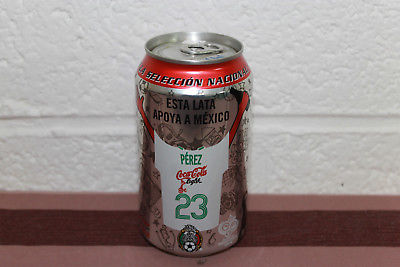 A SELECCIÓN NACIONAL
ESTA LATA
APOYA A MÉXICO
PÉREZ
Coca-Cola
light
23